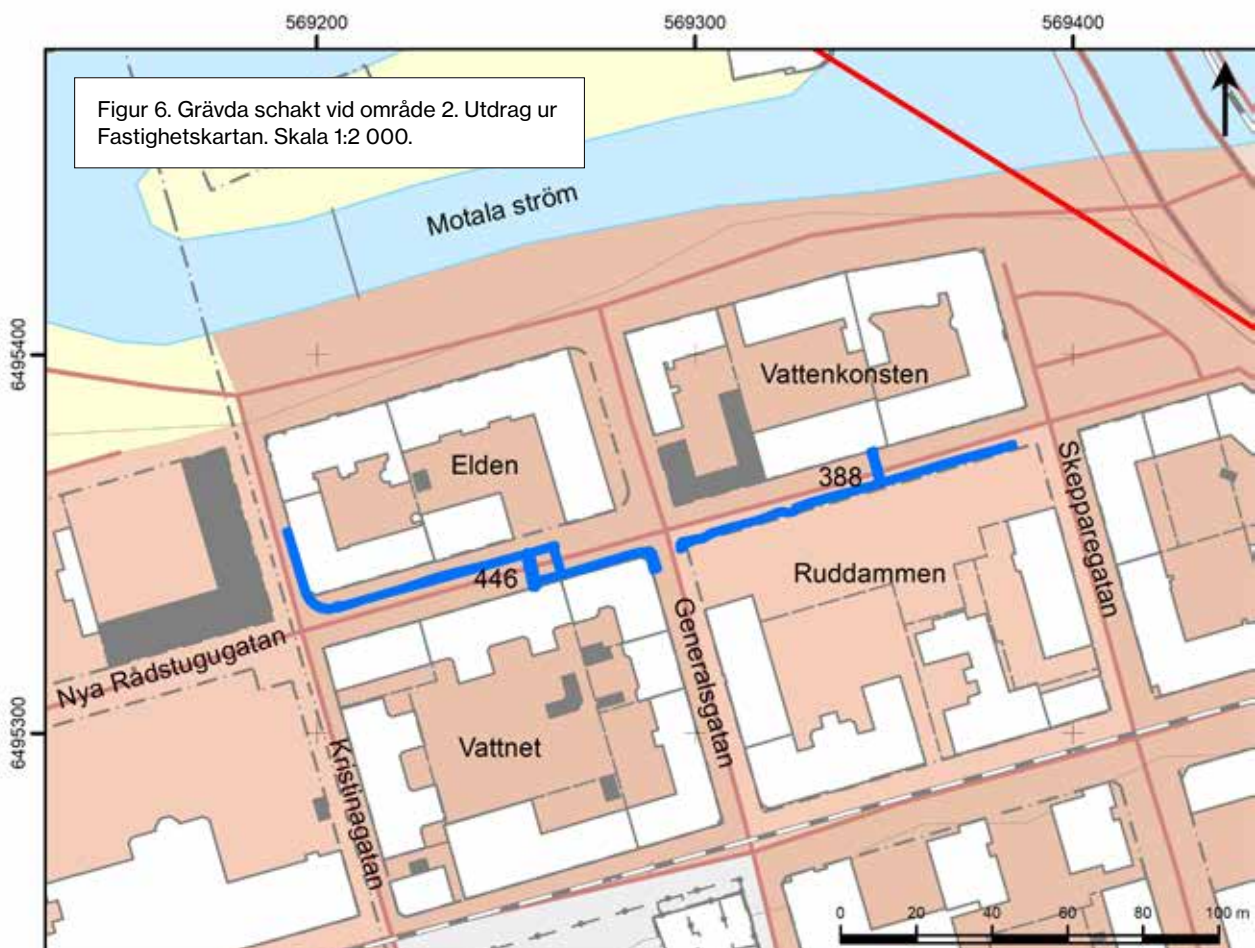 569200
569300
569400
Figur 6. Grävda schakt vid område 2. Utdrag ur
Fastighetskartan. Skala 1:2 000.
Motala ström
6495400
Vattenkonsten
Elden
388
Skepparegatan
446
Ruddammen
Generalsgatan
Nya Rådstugugatan
6495300
Vattnet
Kristinagatan
0 20 40 60 80 100 m